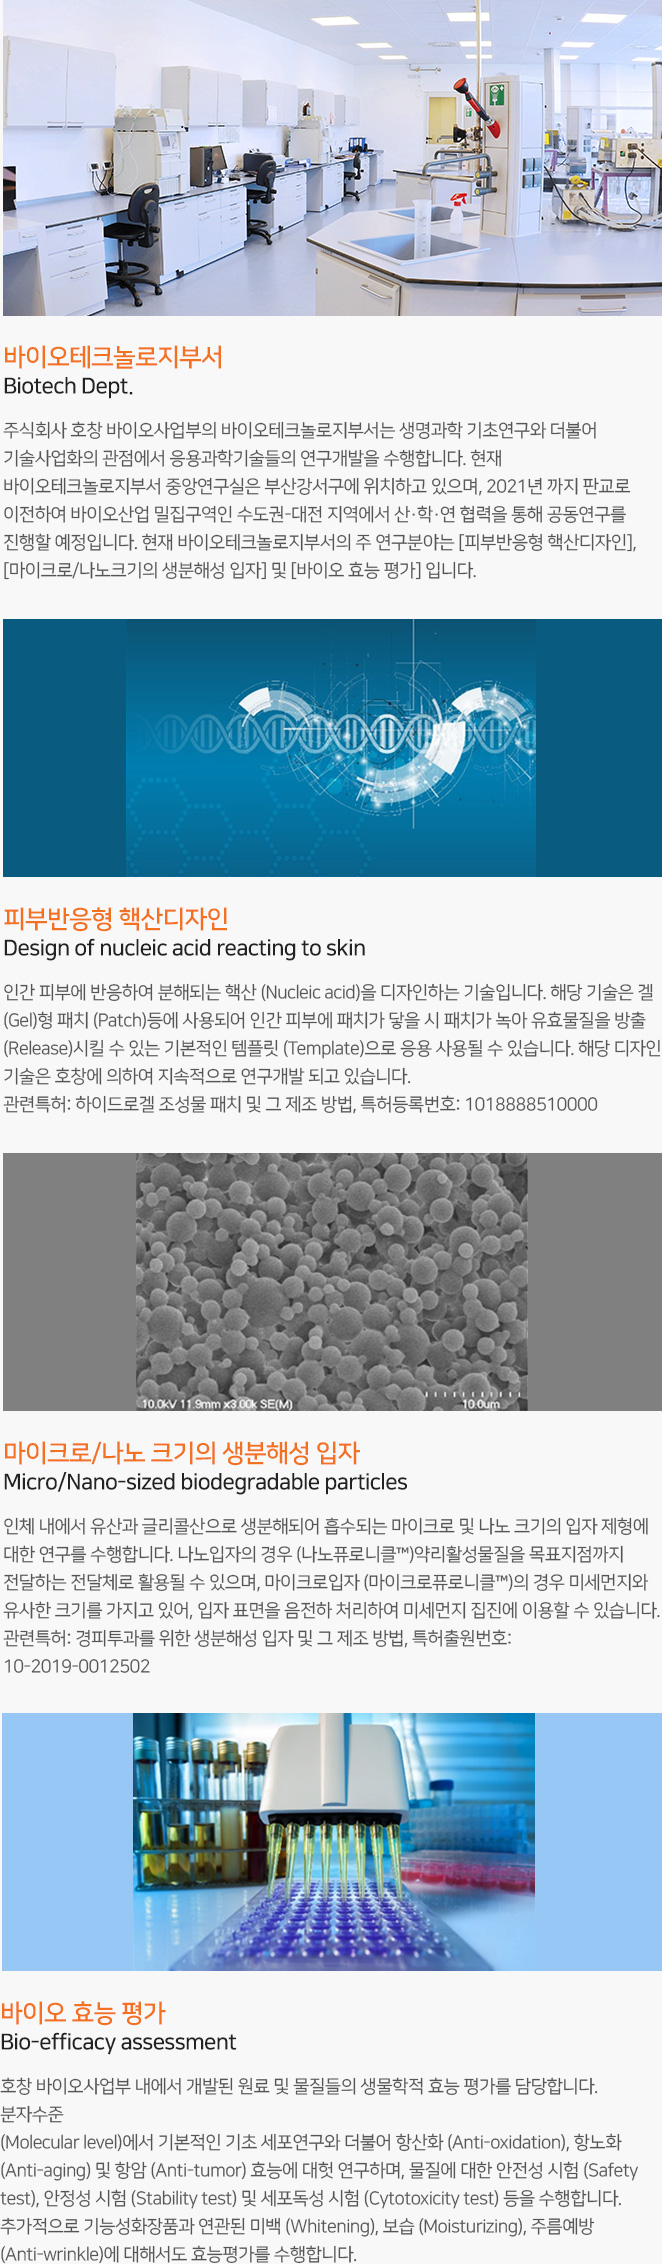 바이오테크놀로지부서
Biotech Dept.
주식회사 호창 바이오사업부의 바이오테크놀로지부서는 생명과학 기초연구와 더불어
기술사업화의 관점에서 응용과학기술들의 연구개발을 수행합니다. 현재
바이오테크놀로지부서 중앙연구실은 부산강서구에 위치하고 있으며, 2021년 까지 판교로
이전하여 바이오산업 밀집구역인 수도권-대전 지역에서 산·학·연 협력을 통해 공동연구를
진행할 예정입니다. 현재 바이오테크놀로지부서의 주 연구분야는 [피부반응형 핵산디자인],
[마이크로/나노크기의 생분해성 입자] 및 [바이오 효능 평가] 입니다.
피부반응형 핵산디자인
Design of nucleic acid reacting to skin
인간 피부에 반응하여 분해되는 핵산 (Nucleic acid)을 디자인하는 기술입니다. 해당 기술은 겔
(Gel)형 패치 (Patch)등에 사용되어 인간 피부에 패치가 닿을 시 패치가 녹아 유효물질을 방출
(Release)시킬 수 있는 기본적인 템플릿 (Template)으로 응용 사용될 수 있습니다. 해당 디자인
기술은 호창에 의하여 지속적으로 연구개발 되고 있습니다.
관련특허: 하이드로겔 조성물 패치 및 그 제조 방법, 특허등록번호: 1018888510000
10.0kV 11.9mm x3.00k SE(M)
10.0um
마이크로/나노 크기의 생분해성 입자
Micro/Nano-sized biodegradable particles
인체 내에서 유산과 글리콜산으로 생분해되어 흡수되는 마이크로 및 나노 크기의 입자 제형에
대한 연구를 수행합니다. 나노입자의 경우 (나노퓨로니클™)약리활성물질을 목표지점까지
전달하는 전달체로 활용될 수 있으며, 마이크로입자 (마이크로퓨로니클™)의 경우 미세먼지와
유사한 크기를 가지고 있어, 입자 표면을 음전하 처리하여 미세먼지 집진에 이용할 수 있습니다.
관련특허: 경피투과를 위한 생분해성 입자 및 그 제조 방법, 특허출원번호:
10-2019-0012502
바이오 효능 평가
Bio-efficacy assessment
호창 바이오사업부 내에서 개발된 원료 및 물질들의 생물학적 효능 평가를 담당합니다.
분자수준
(Molecular level)에서 기본적인 기초 세포연구와 더불어 항산화 (Anti-oxidation), 항노화
(Anti-aging) 및 항암 (Anti-tumor) 효능에 대헛 연구하며, 물질에 대한 안전성 시험 (Safety
test), 안정성 시험 (Stability test) 및 세포독성 시험 (Cytotoxicity test) 등을 수행합니다.
추가적으로 기능성화장품과 연관된 미백 (Whitening), 보습 (Moisturizing), 주름예방
(Anti-wrinkle)에 대해서도 효능평가를 수행합니다.